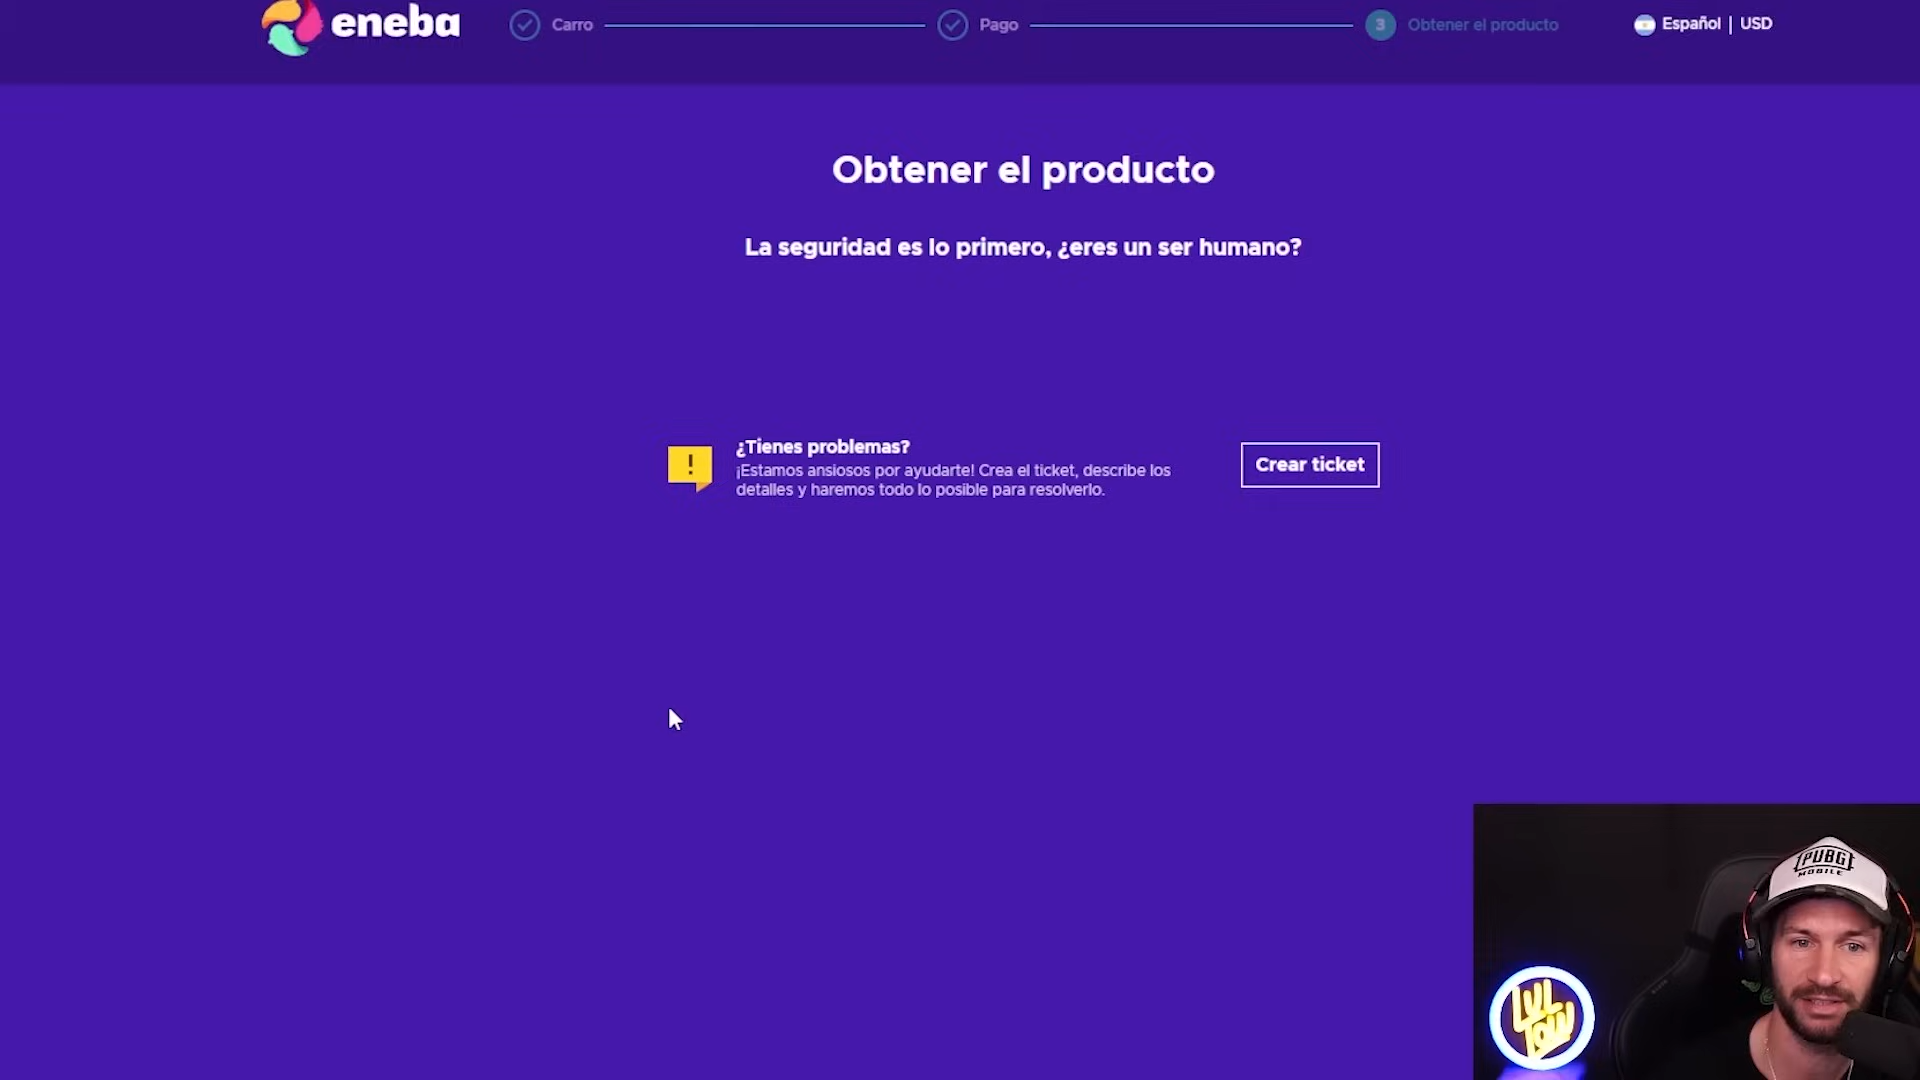 eneba
Carro
Pago
3 Obtener el producto
Español | USD
Obtener el producto
La seguridad es lo primero, ¿eres un ser humano?
! ¿Tienes problemas?
¡Estamos ansiosos por ayudarte! Crea el ticket, describe los
detalles y haremos todo lo posible para resolverlo.
Crear ticket
PUBG
MOBILE